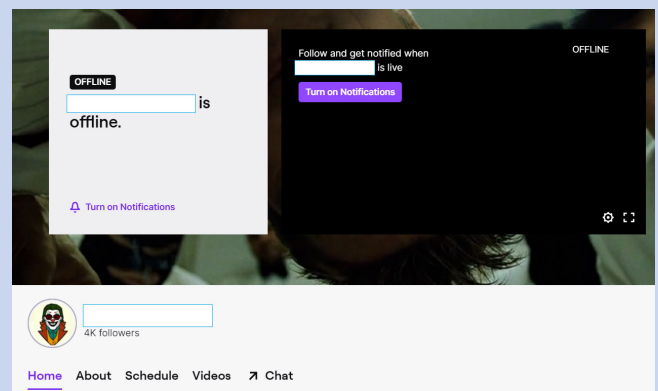 OFFLINE
is
offline.
Turn on Notifications
Follow and get notified when
is live
Turn on Notifications
OFFLINE
4K followers
Home About Schedule Videos Chat